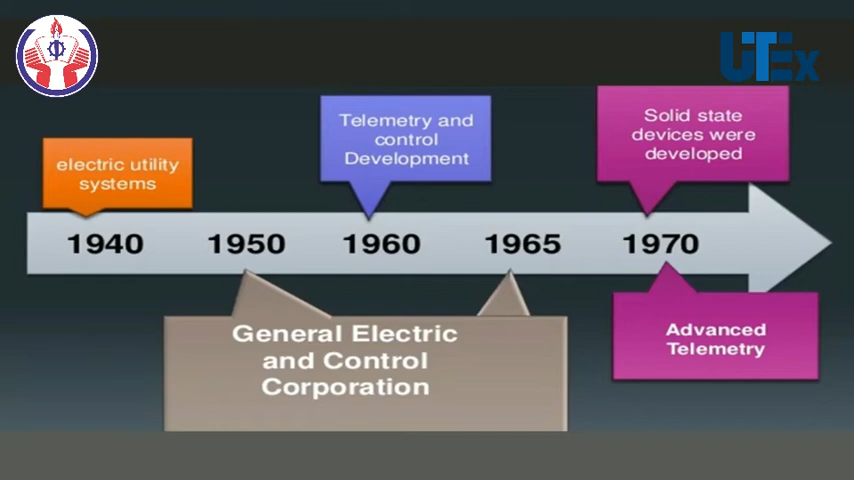 UTEx
electric utility
systems
Telemetry and
control
Development
Solid state
devices were
developed
1940 1950 1960 1965 1970
General Electric
and Control
Corporation
Advanced
Telemetry